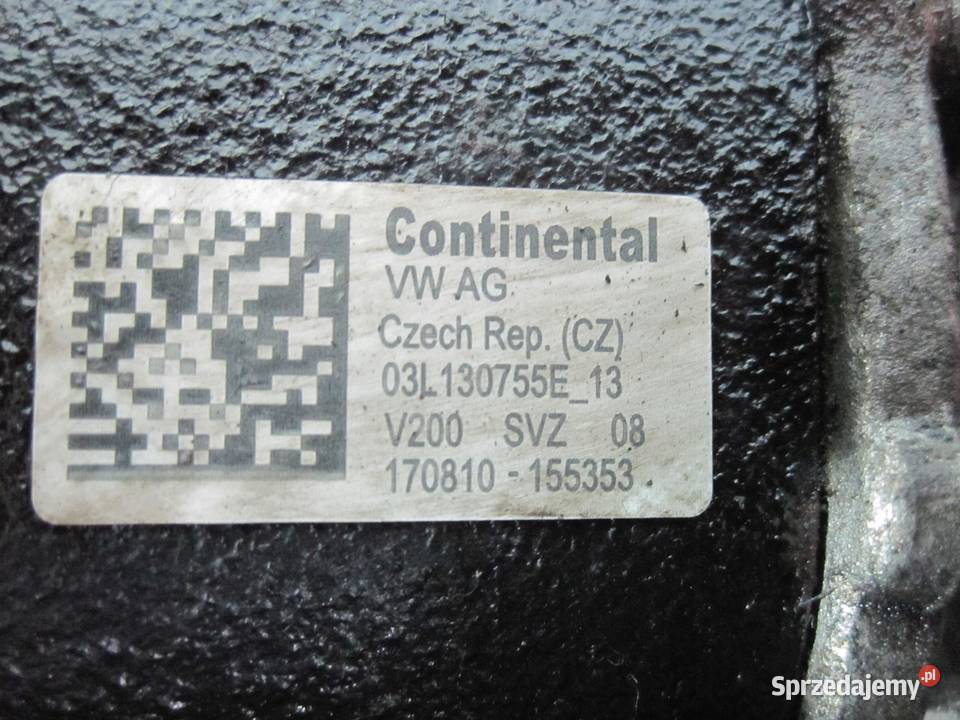 Continental
VW AG
Czech Rep. (CZ)
03L130755E_13
V200 SVZ 08
170810 - 155353
Sprzedajemy.pl